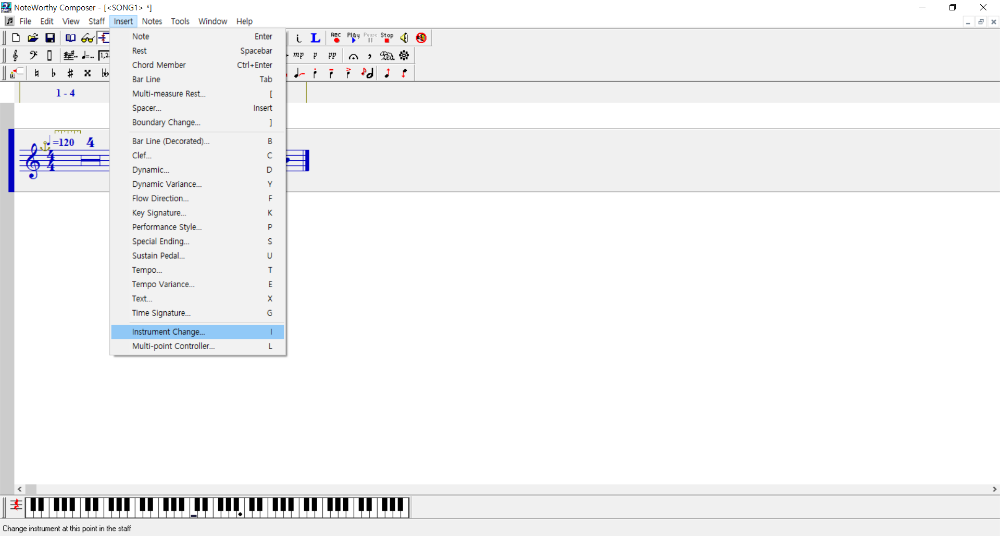 NoteWorthy Composer - [<SONG1> *]
File Edit View Staff Insert Notes Tools Window Help
Rec Play Pause Stop
mp p pp
1,2.
1 - 4
=120 4
4
4
Note Enter
Rest Spacebar
Chord Member Ctrl+Enter
Bar Line Tab
Multi-measure Rest... [
Spacer... Insert
Boundary Change... ]
Bar Line (Decorated)... B
Clef... C
Dynamic... D
Dynamic Variance... Y
Flow Direction... F
Key Signature... K
Performance Style... P
Special Ending... S
Sustain Pedal... U
Tempo... T
Tempo Variance... E
Text... X
Time Signature... G
Instrument Change... I
Multi-point Controller... L
Change instrument at this point in the staff